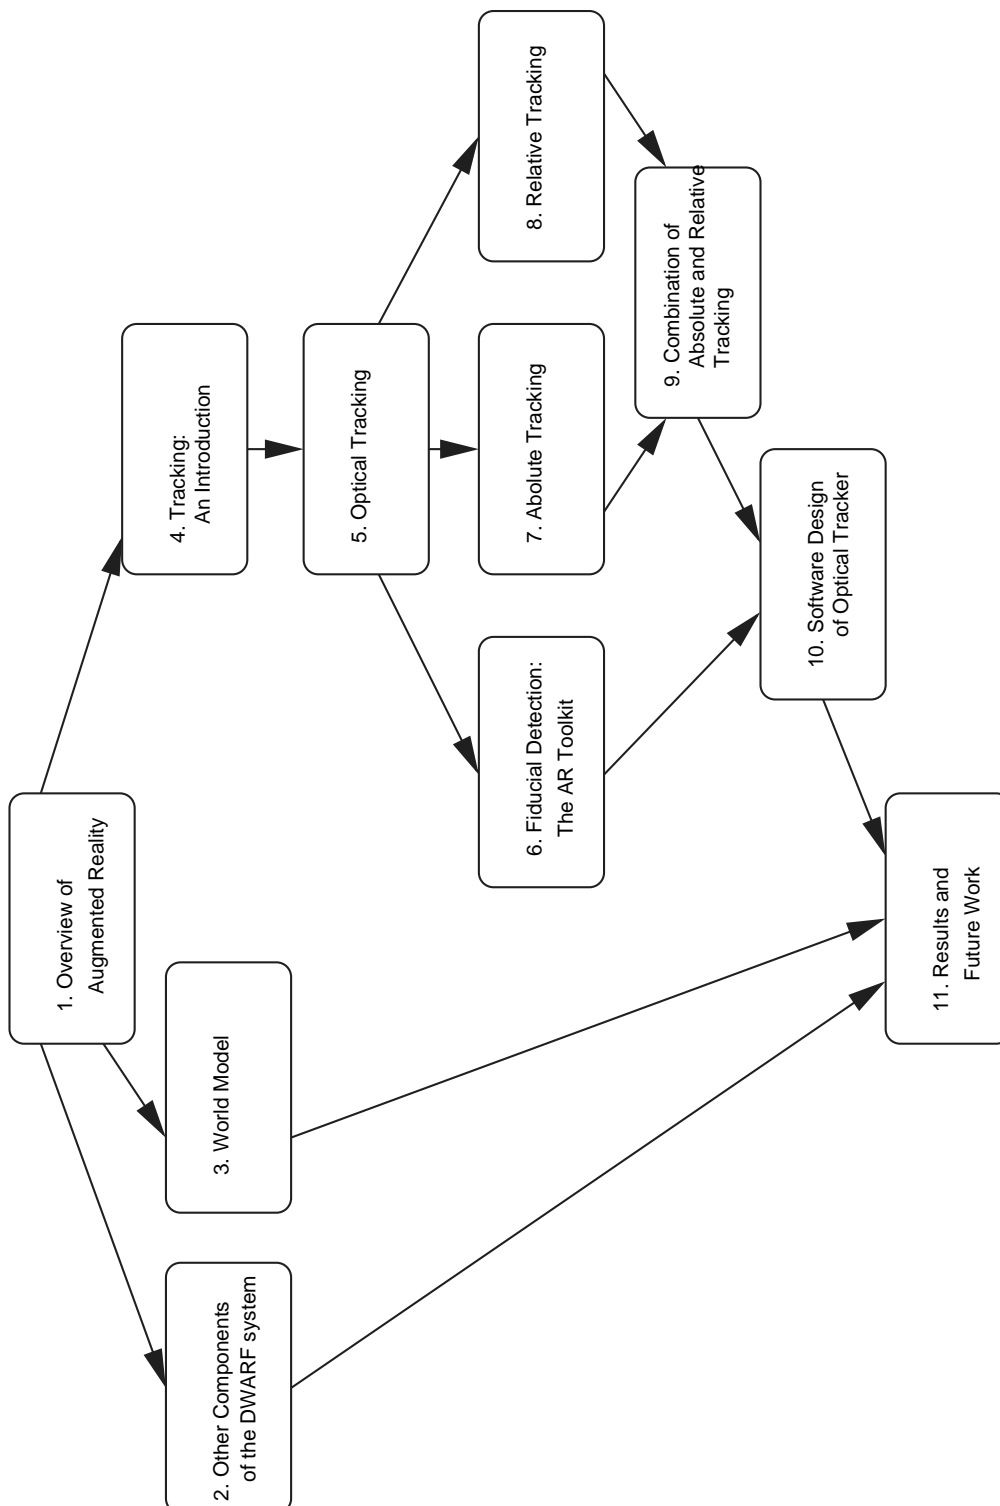 1. Overview of
Augmented Reality
2. Other Components
of the DWARF system
3. World Model
4. Tracking:
An Introduction
5. Optical Tracking
6. Fiducial Detection:
The AR Toolkit
7. Abolute Tracking
8. Relative Tracking
9. Combination of
Absolute and Relative
Tracking
10. Software Design
of Optical Tracker
11. Results and
Future Work